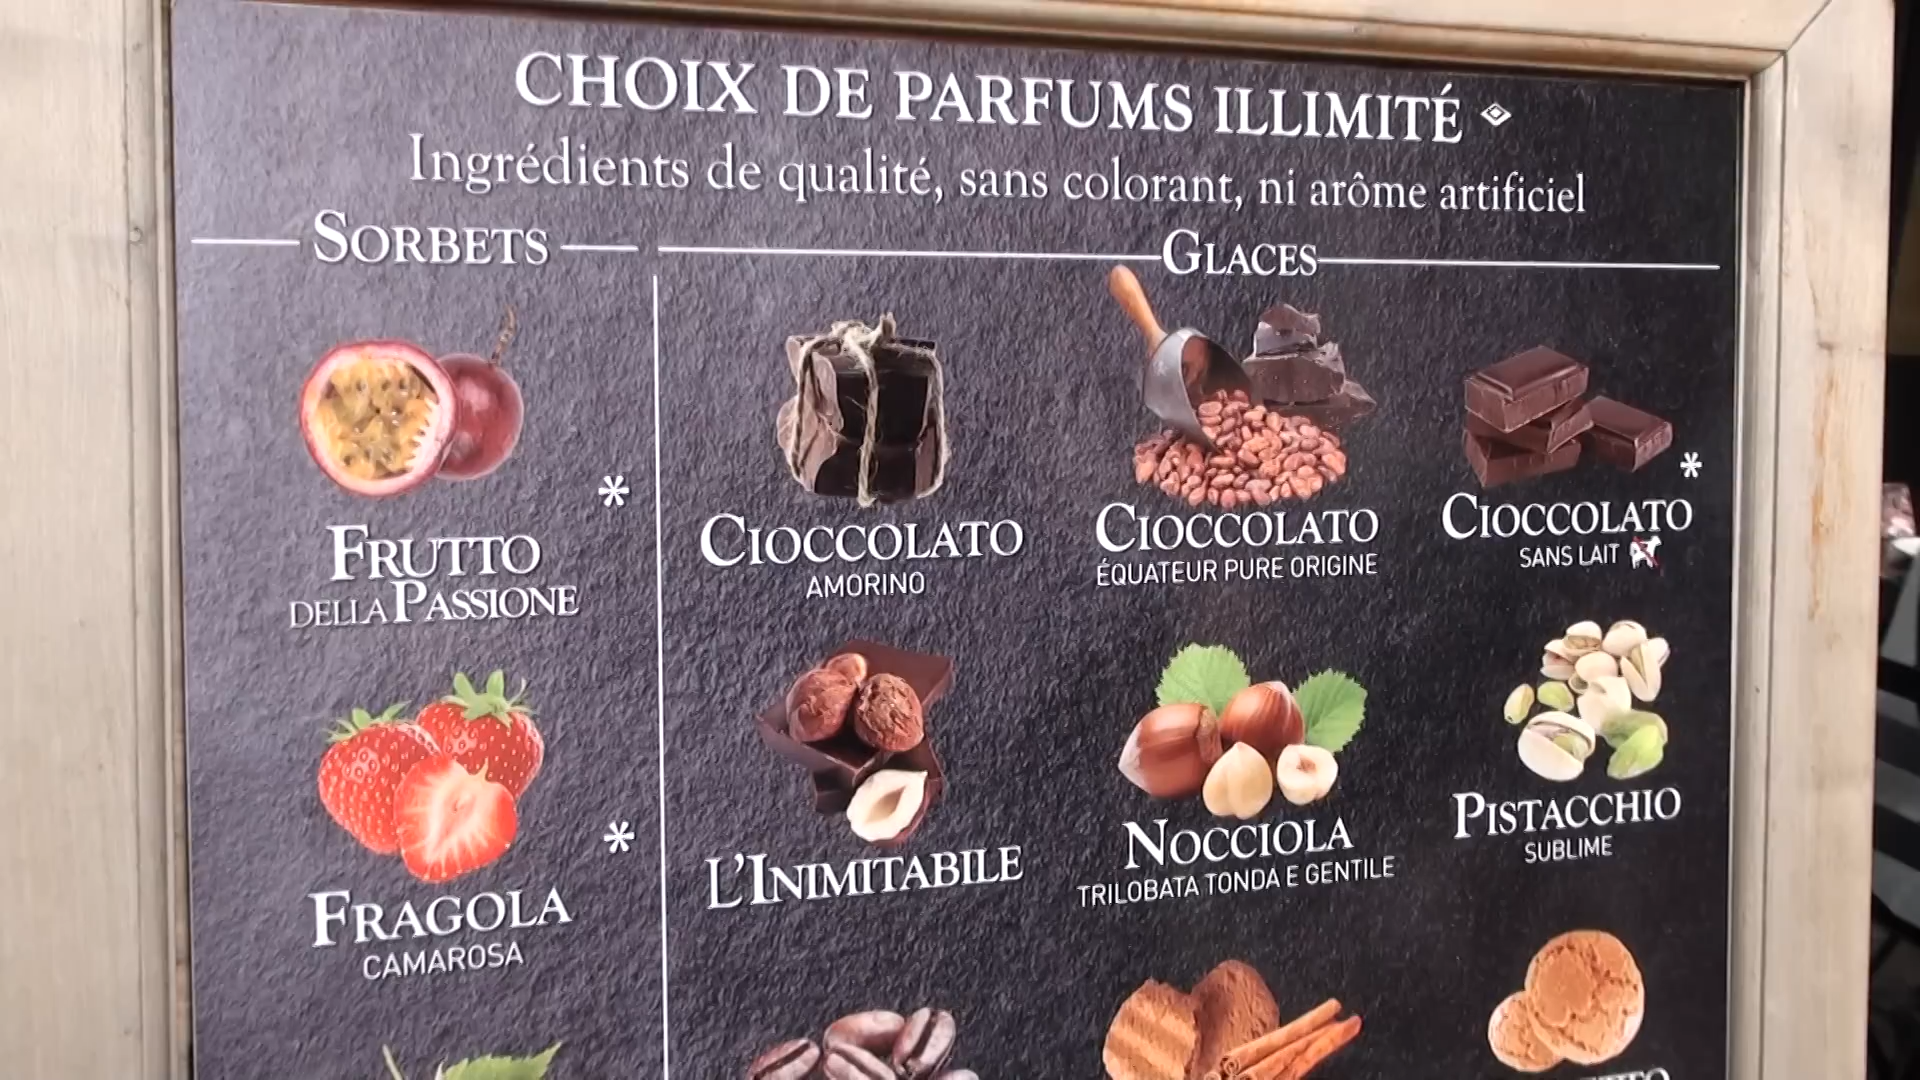 CHOIX DE PARFUMS ILLIMITÉ
Ingrédients de qualité, sans colorant, ni arôme artificiel
SORBETS
GLACES
*
FRUTTO
DELLA PASSIONE
CIOCCOLATO
AMORINO
CIOCCOLATO
ÉQUATEUR PURE ORIGINE
*
CIOCCOLATO
SANS LAIT
*
FRAGOLA
CAMAROSA
L'INIMITABILE
NOCCIOLA
TRILOBATA TONDA E GENTILE
PISTACCHIO
SUBLIME